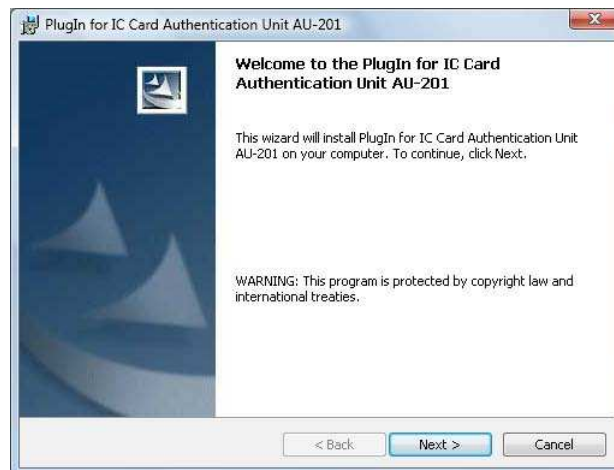 PlugIn for IC Card Authentication Unit AU-201
Welcome to the PlugIn for IC Card
Authentication Unit AU-201
This wizard will install PlugIn for IC Card Authentication Unit
AU-201 on your computer. To continue, click Next.
WARNING: This program is protected by copyright law and
international treaties.
< Back
Next >
Cancel